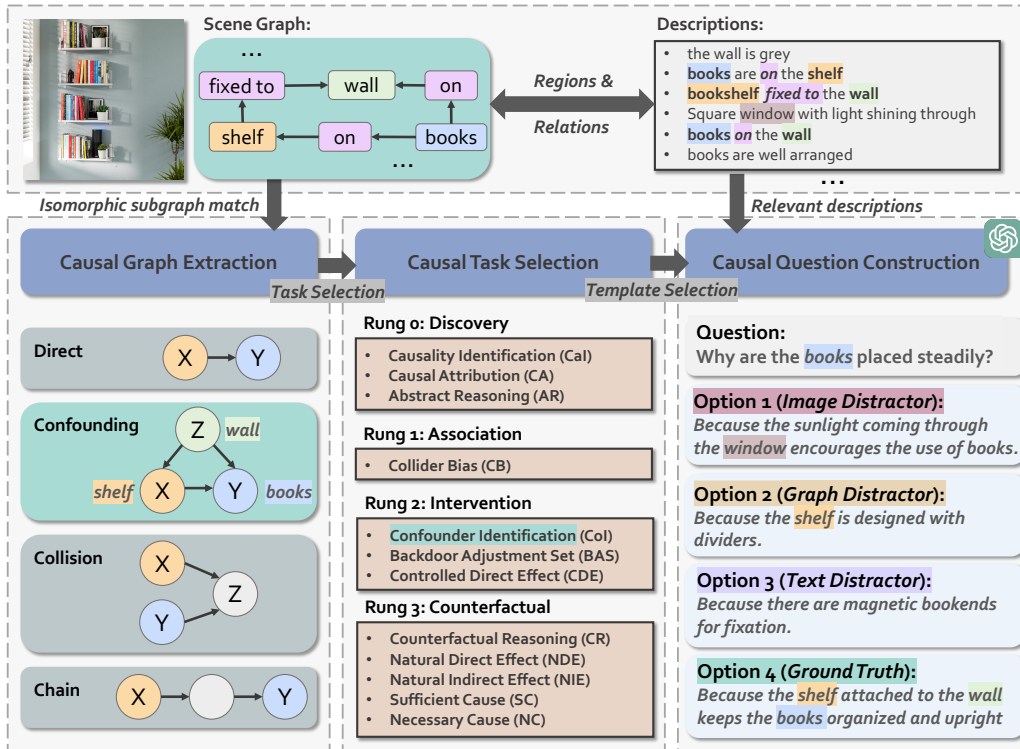 Scene Graph:
...
fixed to
wall
on
shelf
on
books
...
Regions &
Relations
Descriptions:
• the wall is grey
• books are on the shelf
• bookshelf fixed to the wall
• Square window with light shining through
• books on the wall
• books are well arranged
...
Isomorphic subgraph match
Relevant descriptions
Causal Graph Extraction
Task Selection
Causal Task Selection
Template Selection
Causal Question Construction
Direct
X
Y
Confounding
Z
wall
shelf
X
Y
books
Collision
X
Z
Y
Chain
X
Y
Rung 0: Discovery
• Causality Identification (CaI)
• Causal Attribution (CA)
• Abstract Reasoning (AR)
Rung 1: Association
• Collider Bias (CB)
Rung 2: Intervention
• Confounder Identification (CoI)
• Backdoor Adjustment Set (BAS)
• Controlled Direct Effect (CDE)
Rung 3: Counterfactual
• Counterfactual Reasoning (CR)
• Natural Direct Effect (NDE)
• Natural Indirect Effect (NIE)
• Sufficient Cause (SC)
• Necessary Cause (NC)
Question:
Why are the books placed steadily?
Option 1 (Image Distractor):
Because the sunlight coming through
the window encourages the use of books.
Option 2 (Graph Distractor):
Because the shelf is designed with
dividers.
Option 3 (Text Distractor):
Because there are magnetic bookends
for fixation.
Option 4 (Ground Truth):
Because the shelf attached to the wall
keeps the books organized and upright